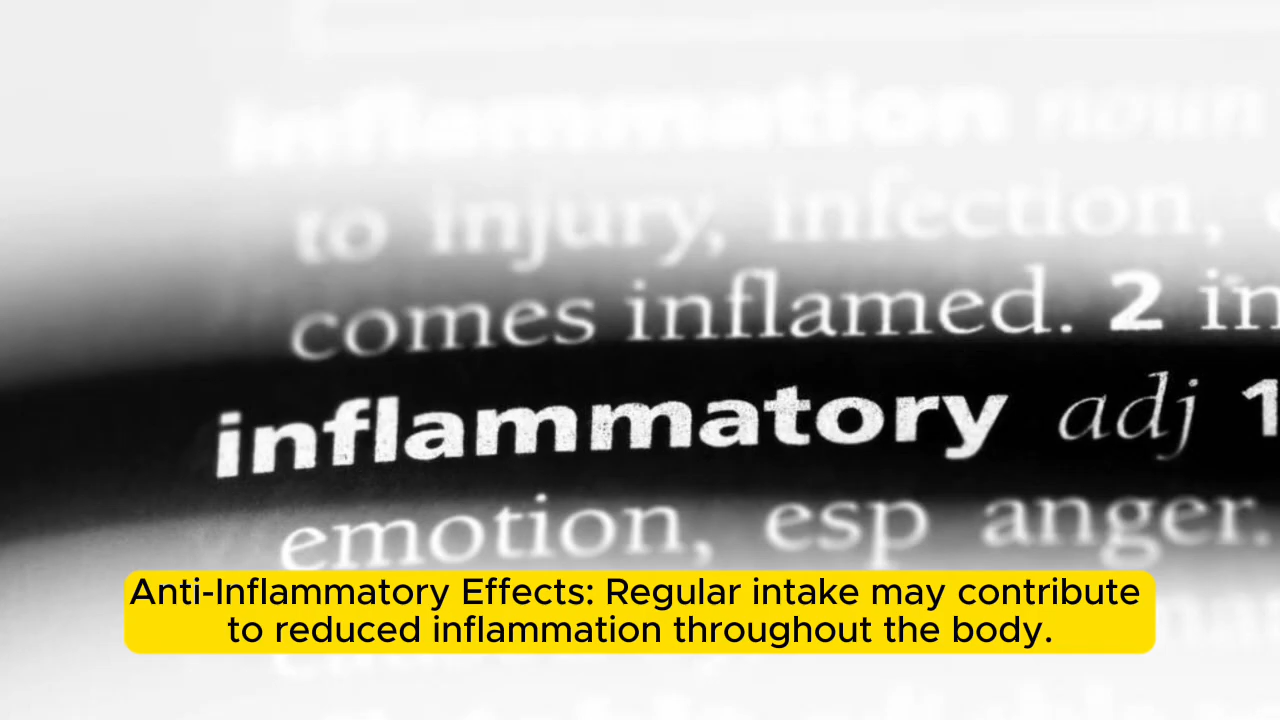 inflammation noun
to injury, infection,
comes inflamed. 2 in
inflammatory adj 1
emotion, esp anger.
Anti-Inflammatory Effects: Regular intake may contribute
to reduced inflammation throughout the body.